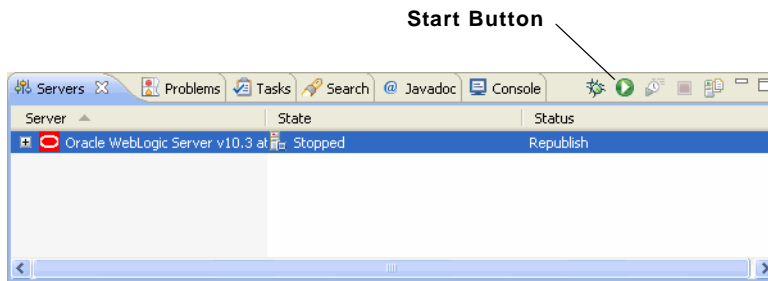 Start Button
Servers Problems Tasks Search @ Javadoc Console
Server State Status
Oracle WebLogic Server v10.3 at Stopped Republish